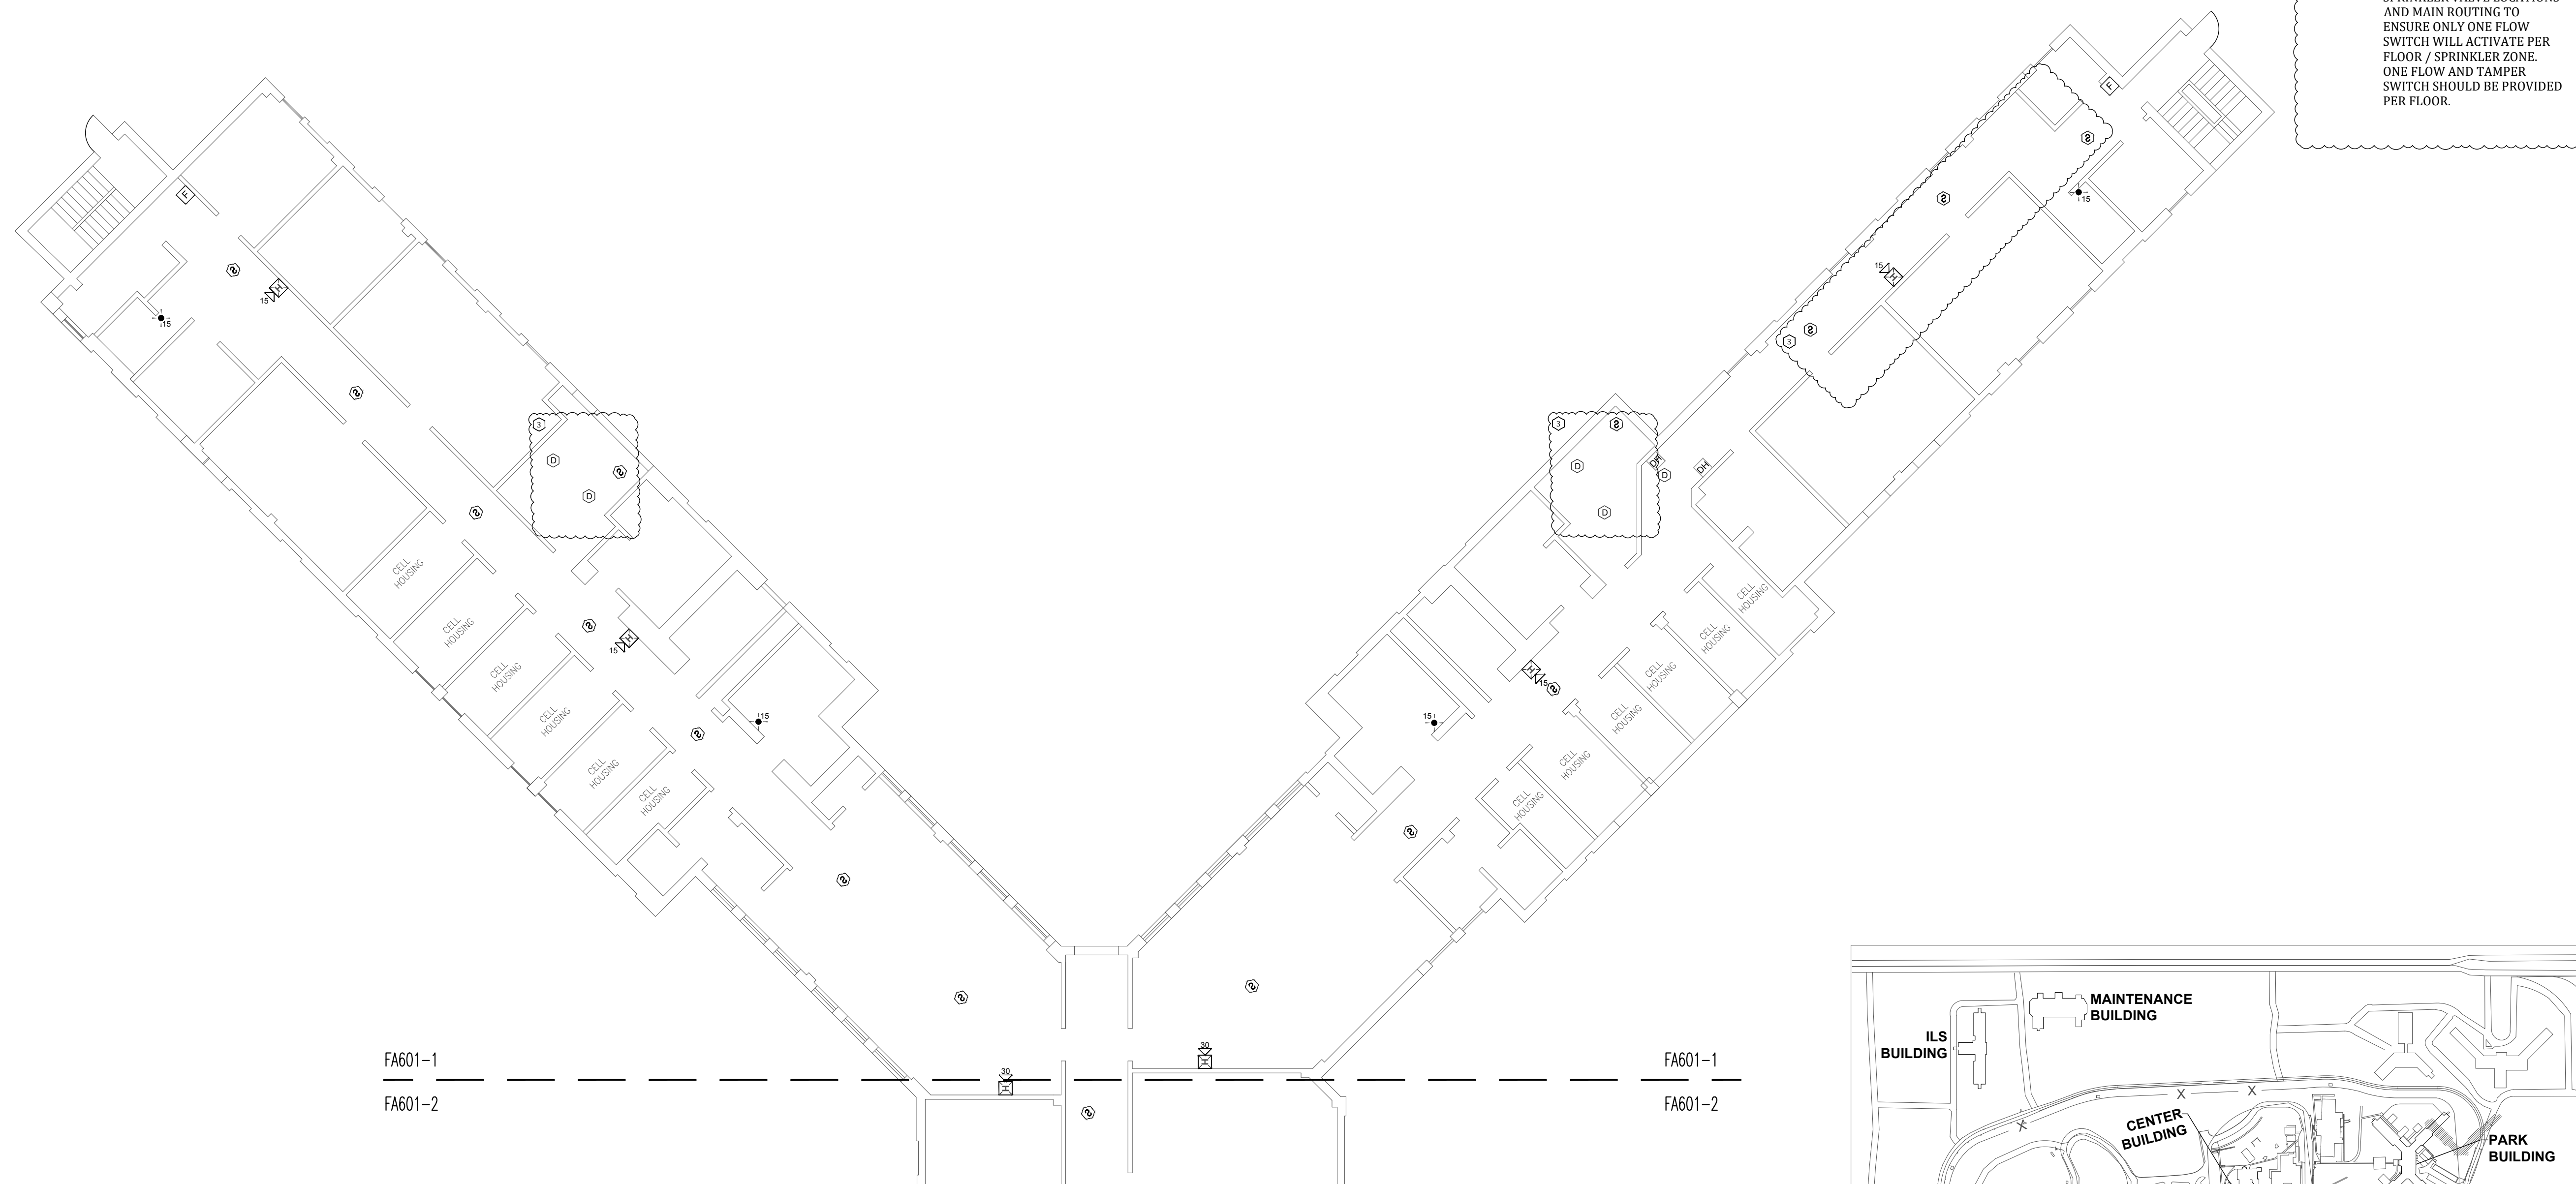 AND MAIN ROUTING TO
ENSURE ONLY ONE FLOW
SWITCH WILL ACTIVATE PER
FLOOR / SPRINKLER ZONE.
ONE FLOW AND TAMPER
SWITCH SHOULD BE PROVIDED
PER FLOOR.
F
F
S
S
15
S
15
H
15
H
15
S
3
S
3
D
S
D
3
S
D
D
DH
D
DH
S
S
CELL
HOUSING
CELL
HOUSING
CELL
HOUSING
CELL
HOUSING
CELL
HOUSING
CELL
HOUSING
S
H
15
S
15
CELL
HOUSING
CELL
HOUSING
CELL
HOUSING
CELL
HOUSING
CELL
HOUSING
CELL
HOUSING
H
15
S
15
S
S
S
S
30
H
30
H
S
FA601-1
FA601-1
FA601-2
FA601-2
MAINTENANCE
BUILDING
ILS
BUILDING
X
X
X
CENTER
BUILDING
PARK
BUILDING